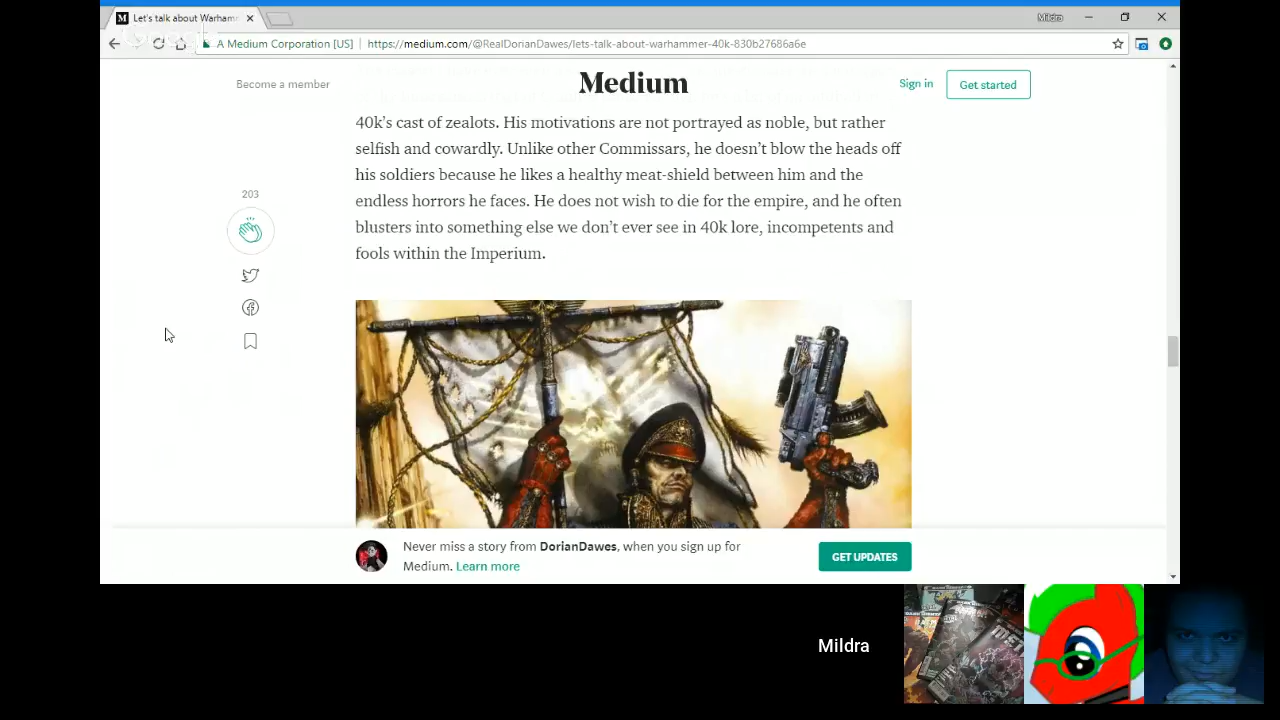 Let's talk about Warham
Mildra
A Medium Corporation [US]
https://medium.com/@RealDorianDawes/lets-talk-about-warhammer-40k-830b27686a6e
Become a member
Medium
Sign in
Get started
40k's cast of zealots. His motivations are not portrayed as noble, but rather
selfish and cowardly. Unlike other Commissars, he doesn't blow the heads off
his soldiers because he likes a healthy meat-shield between him and the
endless horrors he faces. He does not wish to die for the empire, and he often
blusters into something else we don't ever see in 40k lore, incompetents and
fools within the Imperium.
203
Never miss a story from DorianDawes, when you sign up for
Medium. Learn more
GET UPDATES
Mildra